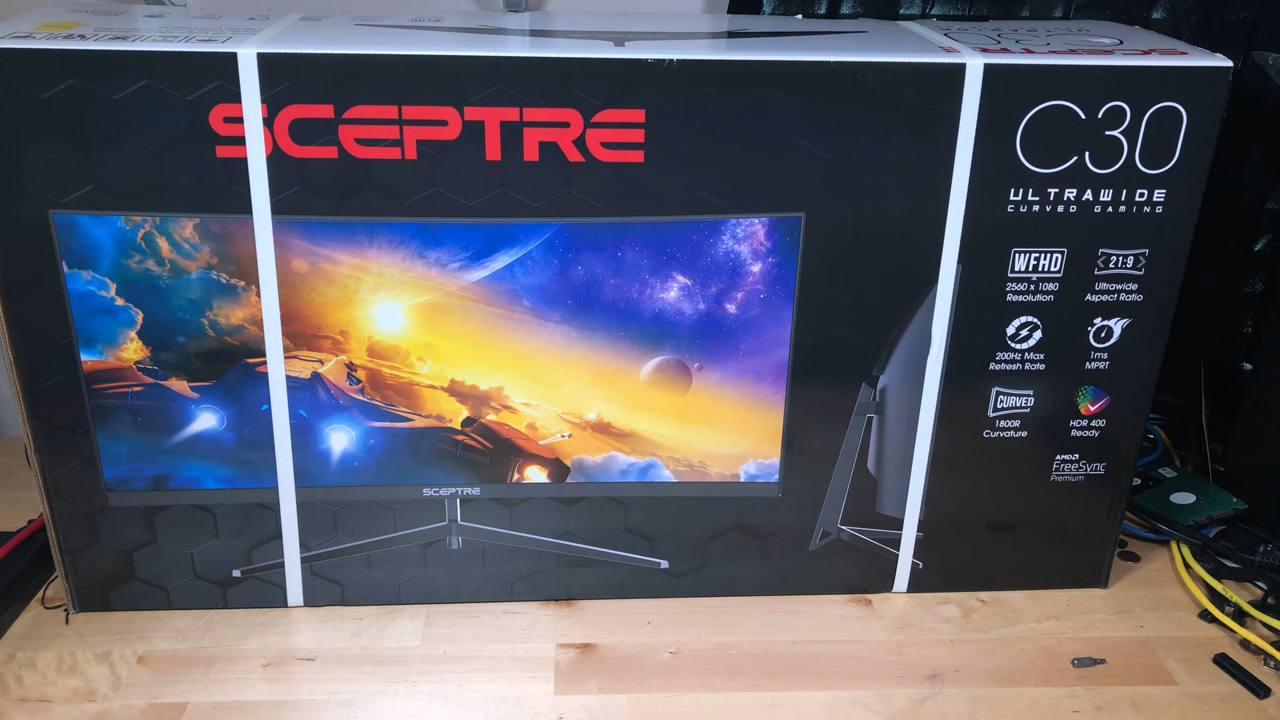 SCEPTRE
C30
ULTRAWIDE
CURVED GAMING
WFHD
2560 x 1080
Resolution
21:9
Ultrawide
Aspect Ratio
200Hz Max
Refresh Rate
1ms
MPRT
CURVED
1800R
Curvature
HDR 400
Ready
AMD
FreeSync
Premium
SCEPTRE